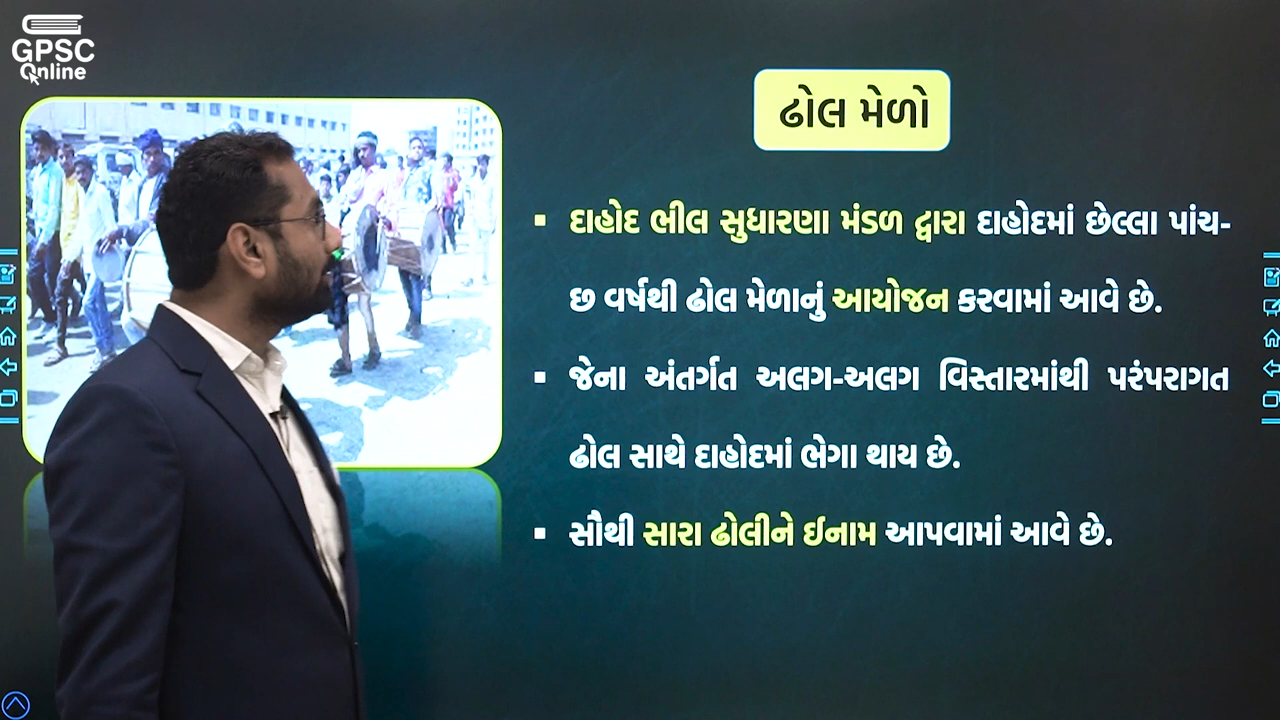 GPSC
Online
ઢોલ મેળો
▪ દાહોદ ભીલ સુધારણા મંડળ દ્વારા દાહોદમાં છેલ્લા પાંચ-
છ વર્ષથી ઢોલ મેળાનું આયોજન કરવામાં આવે છે.
▪ જેના અંતર્ગત અલગ-અલગ વિસ્તારમાંથી પરંપરાગત
ઢોલ સાથે દાહોદમાં ભેગા થાય છે.
▪ સૌથી સારા ઢોલીને ઈનામ આપવામાં આવે છે.